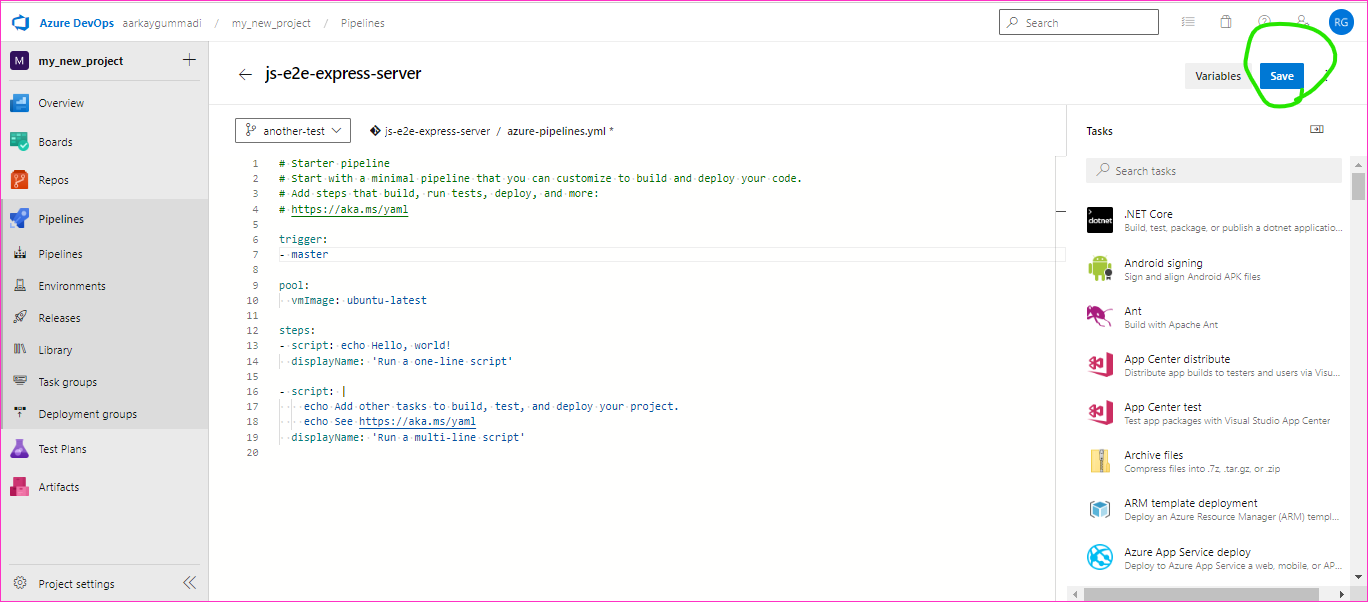 Azure DevOps aarkaygummadi / my_new_project / Pipelines Search RG
M my_new_project
Overview
Boards
Repos
Pipelines
Pipelines
Environments
Releases
Library
Task groups
Deployment groups
Test Plans
Artifacts
Project settings
js-e2e-express-server
Variables Save
another-test js-e2e-express-server / azure-pipelines.yml *
1 # Starter pipeline
2 # Start with a minimal pipeline that you can customize to build and deploy your code.
3 # Add steps that build, run tests, deploy, and more:
4 # https://aka.ms/yaml
5
6 trigger:
7 - master
8
9 pool:
10 vmImage: ubuntu-latest
11
12 steps:
13 - script: echo Hello, world!
14 displayName: 'Run a one-line script'
15
16 - script: |
17 echo Add other tasks to build, test, and deploy your project.
18 echo See https://aka.ms/yaml
19 displayName: 'Run a multi-line script'
20
Tasks
Search tasks
dotnet
.NET Core
Build, test, package, or publish a dotnet applicatio...
Android signing
Sign and align Android APK files
Ant
Build with Apache Ant
App Center distribute
Distribute app builds to testers and users via Visu...
App Center test
Test app packages with Visual Studio App Center
Archive files
Compress files into .7z, .tar.gz, or .zip
ARM template deployment
Deploy an Azure Resource Manager (ARM) templ...
Azure App Service deploy
Deploy to Azure App Service a web, mobile, or AP...